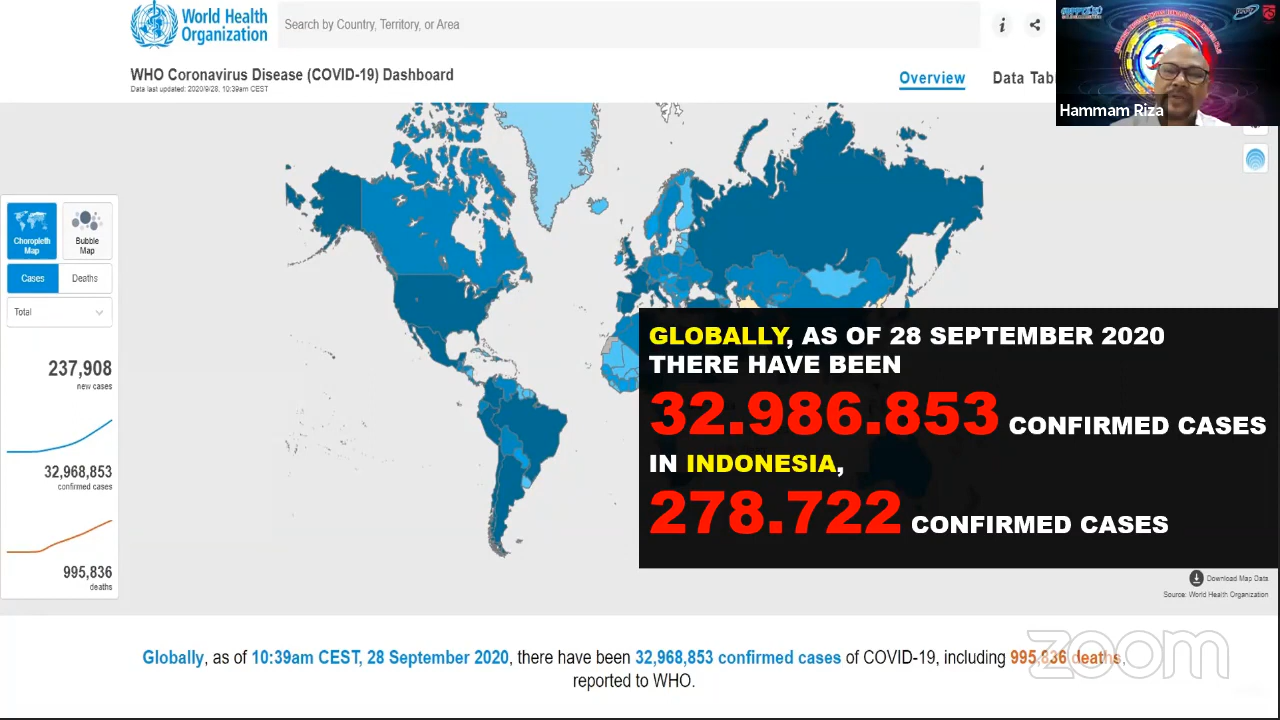 World Health
Organization
Search by Country, Territory, or Area
WHO Coronavirus Disease (COVID-19) Dashboard
Data last updated: 2020/9/28, 10:39am CEST
Overview
Data Tab
Hammam Riza
Choropleth
Map
Bubble
Map
Cases
Deaths
Total
237,908
new cases
32,968,853
confirmed cases
995,836
deaths
GLOBALLY, AS OF 28 SEPTEMBER 2020
THERE HAVE BEEN
32.986.853 CONFIRMED CASES
IN INDONESIA,
278.722 CONFIRMED CASES
Download Map Data
Source: World Health Organization
Globally, as of 10:39am CEST, 28 September 2020, there have been 32,968,853 confirmed cases of COVID-19, including 995,836 deaths,
reported to WHO.
zoom